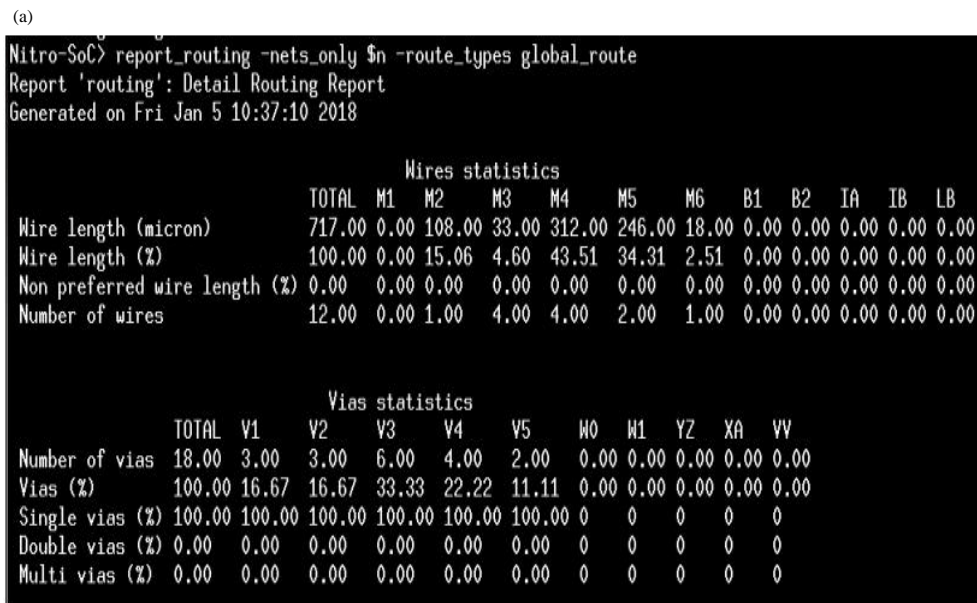 (a)
Nitro-SoC> report_routing -nets_only $n -route_types global_route
Report 'routing': Detail Routing Report
Generated on Fri Jan 5 10:37:10 2018
Wires statistics
TOTAL M1 M2 M3 M4 M5 M6 B1 B2 IA IB LB
Wire length (micron) 717.00 0.00 108.00 33.00 312.00 246.00 18.00 0.00 0.00 0.00 0.00 0.00
Wire length (%) 100.00 0.00 15.06 4.60 43.51 34.31 2.51 0.00 0.00 0.00 0.00 0.00
Non preferred wire length (%) 0.00 0.00 0.00 0.00 0.00 0.00 0.00 0.00 0.00 0.00 0.00 0.00
Number of wires 12.00 0.00 1.00 4.00 4.00 2.00 1.00 0.00 0.00 0.00 0.00 0.00
Vias statistics
TOTAL V1 V2 V3 V4 V5 W0 W1 YZ XA VV
Number of vias 18.00 3.00 3.00 6.00 4.00 2.00 0.00 0.00 0.00 0.00 0.00
Vias (%) 100.00 16.67 16.67 33.33 22.22 11.11 0.00 0.00 0.00 0.00 0.00
Single vias (%) 100.00 100.00 100.00 100.00 100.00 100.00 0 0 0 0 0
Double vias (%) 0.00 0.00 0.00 0.00 0.00 0.00 0 0 0 0 0
Multi vias (%) 0.00 0.00 0.00 0.00 0.00 0.00 0 0 0 0 0